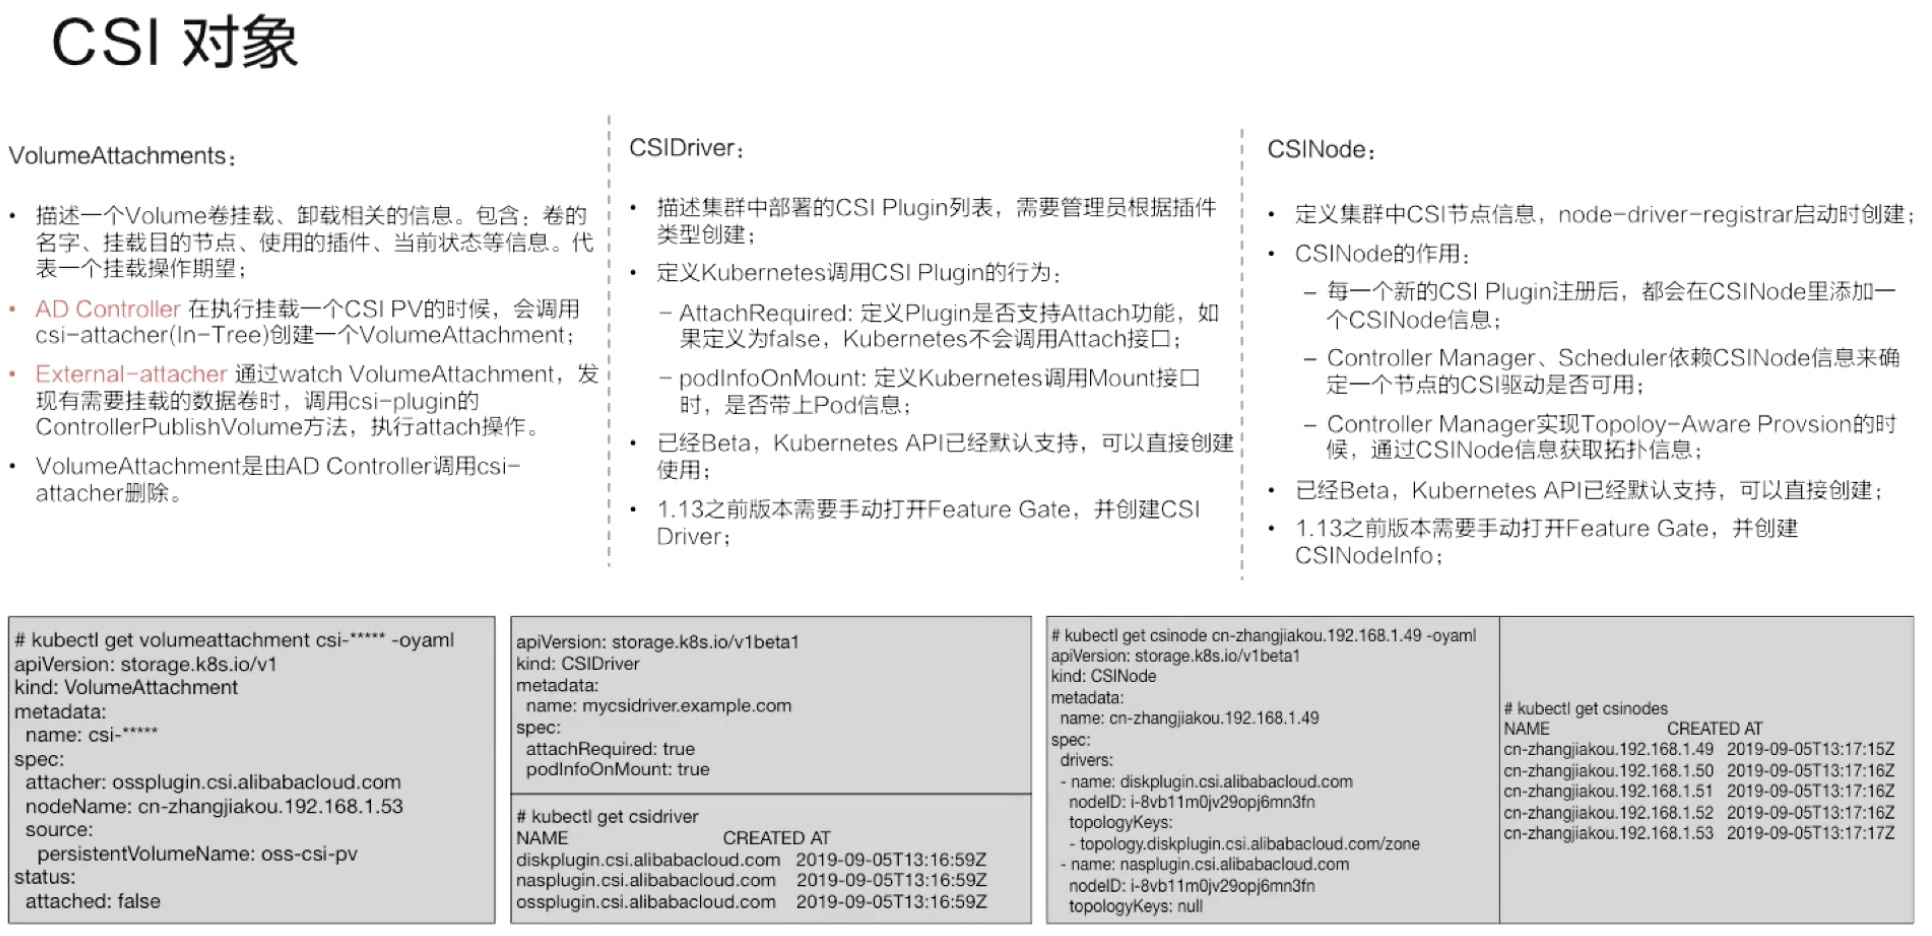 CSI 对象
VolumeAttachments：
• 描述一个Volume卷挂载、卸载相关的信息。包含：卷的
名字、挂载目的节点、使用的插件、当前状态等信息。代
表一个挂载操作期望；
• AD Controller 在执行挂载一个CSI PV的时候，会调用
csi-attacher(In-Tree)创建一个VolumeAttachment；
• External-attacher 通过watch VolumeAttachment，发
现有需要挂载的数据卷时，调用csi-plugin的
ControllerPublishVolume方法，执行attach操作。
• VolumeAttachment是由AD Controller调用csi-
attacher删除。
CSIDriver：
• 描述集群中部署的CSI Plugin列表，需要管理员根据插件
类型创建；
• 定义Kubernetes调用CSI Plugin的行为：
– AttachRequired: 定义Plugin是否支持Attach功能，如
果定义为false，Kubernetes不会调用Attach接口；
– podInfoOnMount: 定义Kubernetes调用Mount接口
时，是否带上Pod信息；
• 已经Beta，Kubernetes API已经默认支持，可以直接创建
使用；
• 1.13之前版本需要手动打开Feature Gate，并创建CSI
Driver；
CSINode：
• 定义集群中CSI节点信息，node-driver-registrar启动时创建；
• CSINode的作用：
– 每一个新的CSI Plugin注册后，都会在CSINode里添加一
个CSINode信息；
– Controller Manager、Scheduler依赖CSINode信息来确
定一个节点的CSI驱动是否可用；
– Controller Manager实现Topoloy-Aware Provsion的时
候，通过CSINode信息获取拓扑信息；
• 已经Beta，Kubernetes API已经默认支持，可以直接创建；
• 1.13之前版本需要手动打开Feature Gate，并创建
CSINodeInfo；
# kubectl get volumeattachment csi-***** -oyaml
apiVersion: storage.k8s.io/v1
kind: VolumeAttachment
metadata:
name: csi-*****
spec:
attacher: ossplugin.csi.alibabacloud.com
nodeName: cn-zhangjiakou.192.168.1.53
source:
persistentVolumeName: oss-csi-pv
status:
attached: false
apiVersion: storage.k8s.io/v1beta1
kind: CSIDriver
metadata:
name: mycsidriver.example.com
spec:
attachRequired: true
podInfoOnMount: true
# kubectl get csidriver
NAME CREATED AT
diskplugin.csi.alibabacloud.com 2019-09-05T13:16:59Z
nasplugin.csi.alibabacloud.com 2019-09-05T13:16:59Z
ossplugin.csi.alibabacloud.com 2019-09-05T13:16:59Z
# kubectl get csinode cn-zhangjiakou.192.168.1.49 -oyaml
apiVersion: storage.k8s.io/v1beta1
kind: CSINode
metadata:
name: cn-zhangjiakou.192.168.1.49
spec:
drivers:
- name: diskplugin.csi.alibabacloud.com
nodeID: i-8vb11m0jv29opj6mn3fn
topologyKeys:
- topology.diskplugin.csi.alibabacloud.com/zone
- name: nasplugin.csi.alibabacloud.com
nodeID: i-8vb11m0jv29opj6mn3fn
topologyKeys: null
# kubectl get csinodes
NAME CREATED AT
cn-zhangjiakou.192.168.1.49 2019-09-05T13:17:15Z
cn-zhangjiakou.192.168.1.50 2019-09-05T13:17:16Z
cn-zhangjiakou.192.168.1.51 2019-09-05T13:17:16Z
cn-zhangjiakou.192.168.1.52 2019-09-05T13:17:16Z
cn-zhangjiakou.192.168.1.53 2019-09-05T13:17:17Z